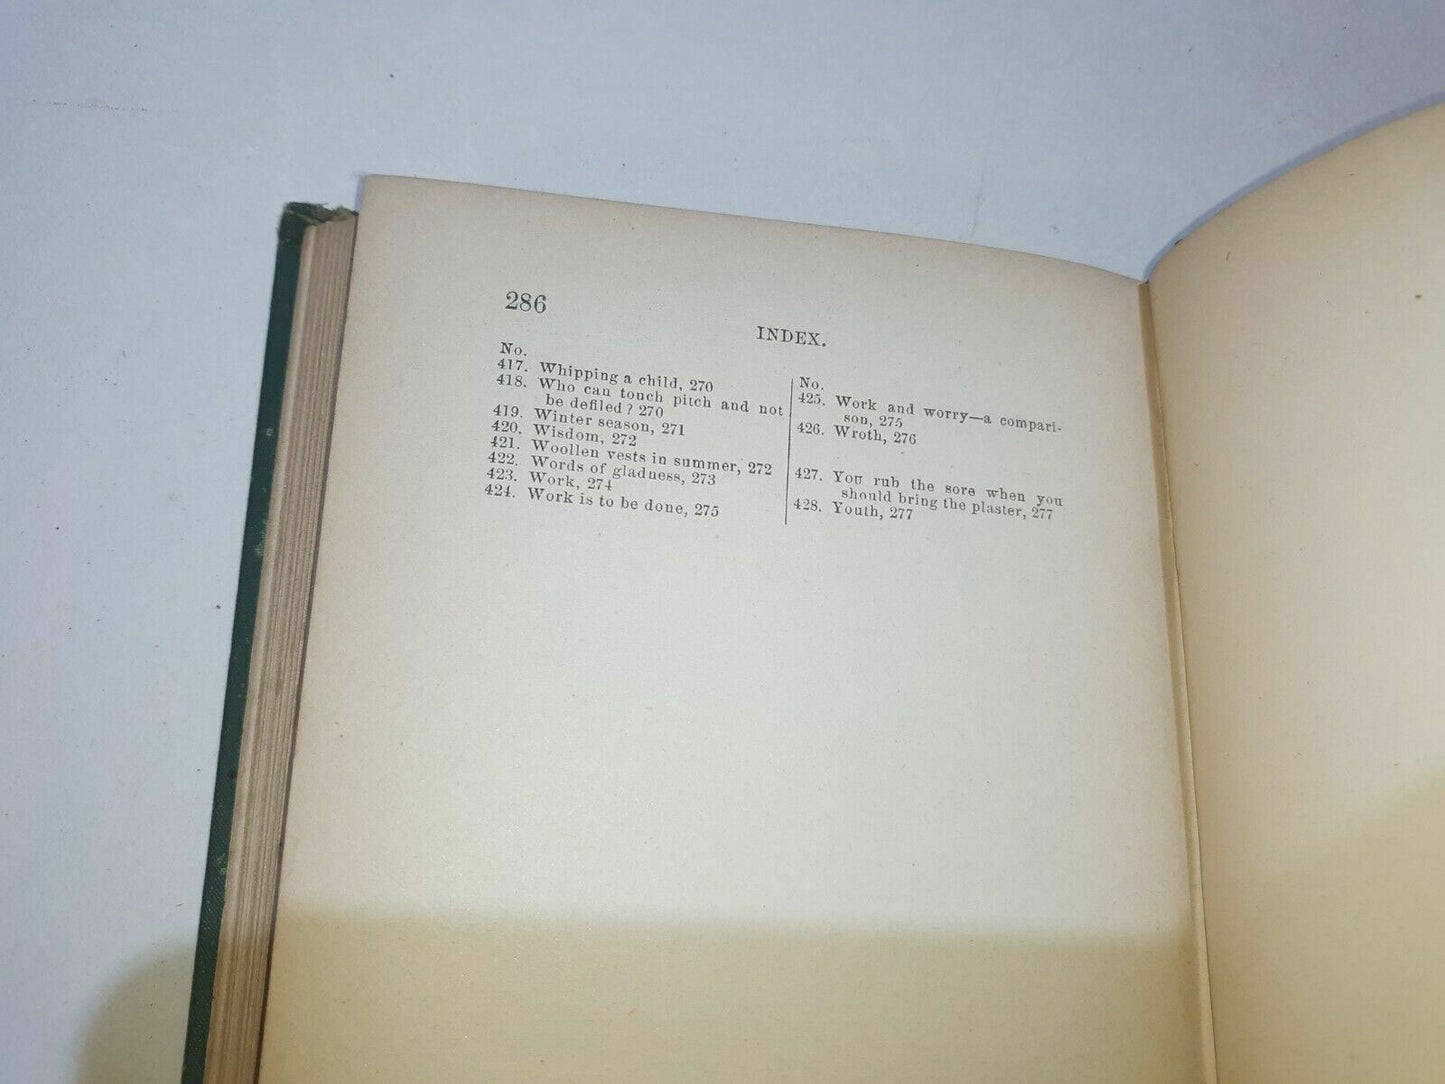 286
INDEX.
No.
417. Whipping a child, 270
418. Who can touch pitch and not
be defiled ? 270
419. Winter season, 271
420. Wisdom, 272
421. Woollen vests in summer, 272
422. Words of gladness, 273
423. Work, 274
424. Work is to be done, 275
No.
425. Work and worry—a compari-
son, 275
426. Wroth, 276
427. You rub the sore when you
should bring the plaster, 277
428. Youth, 277